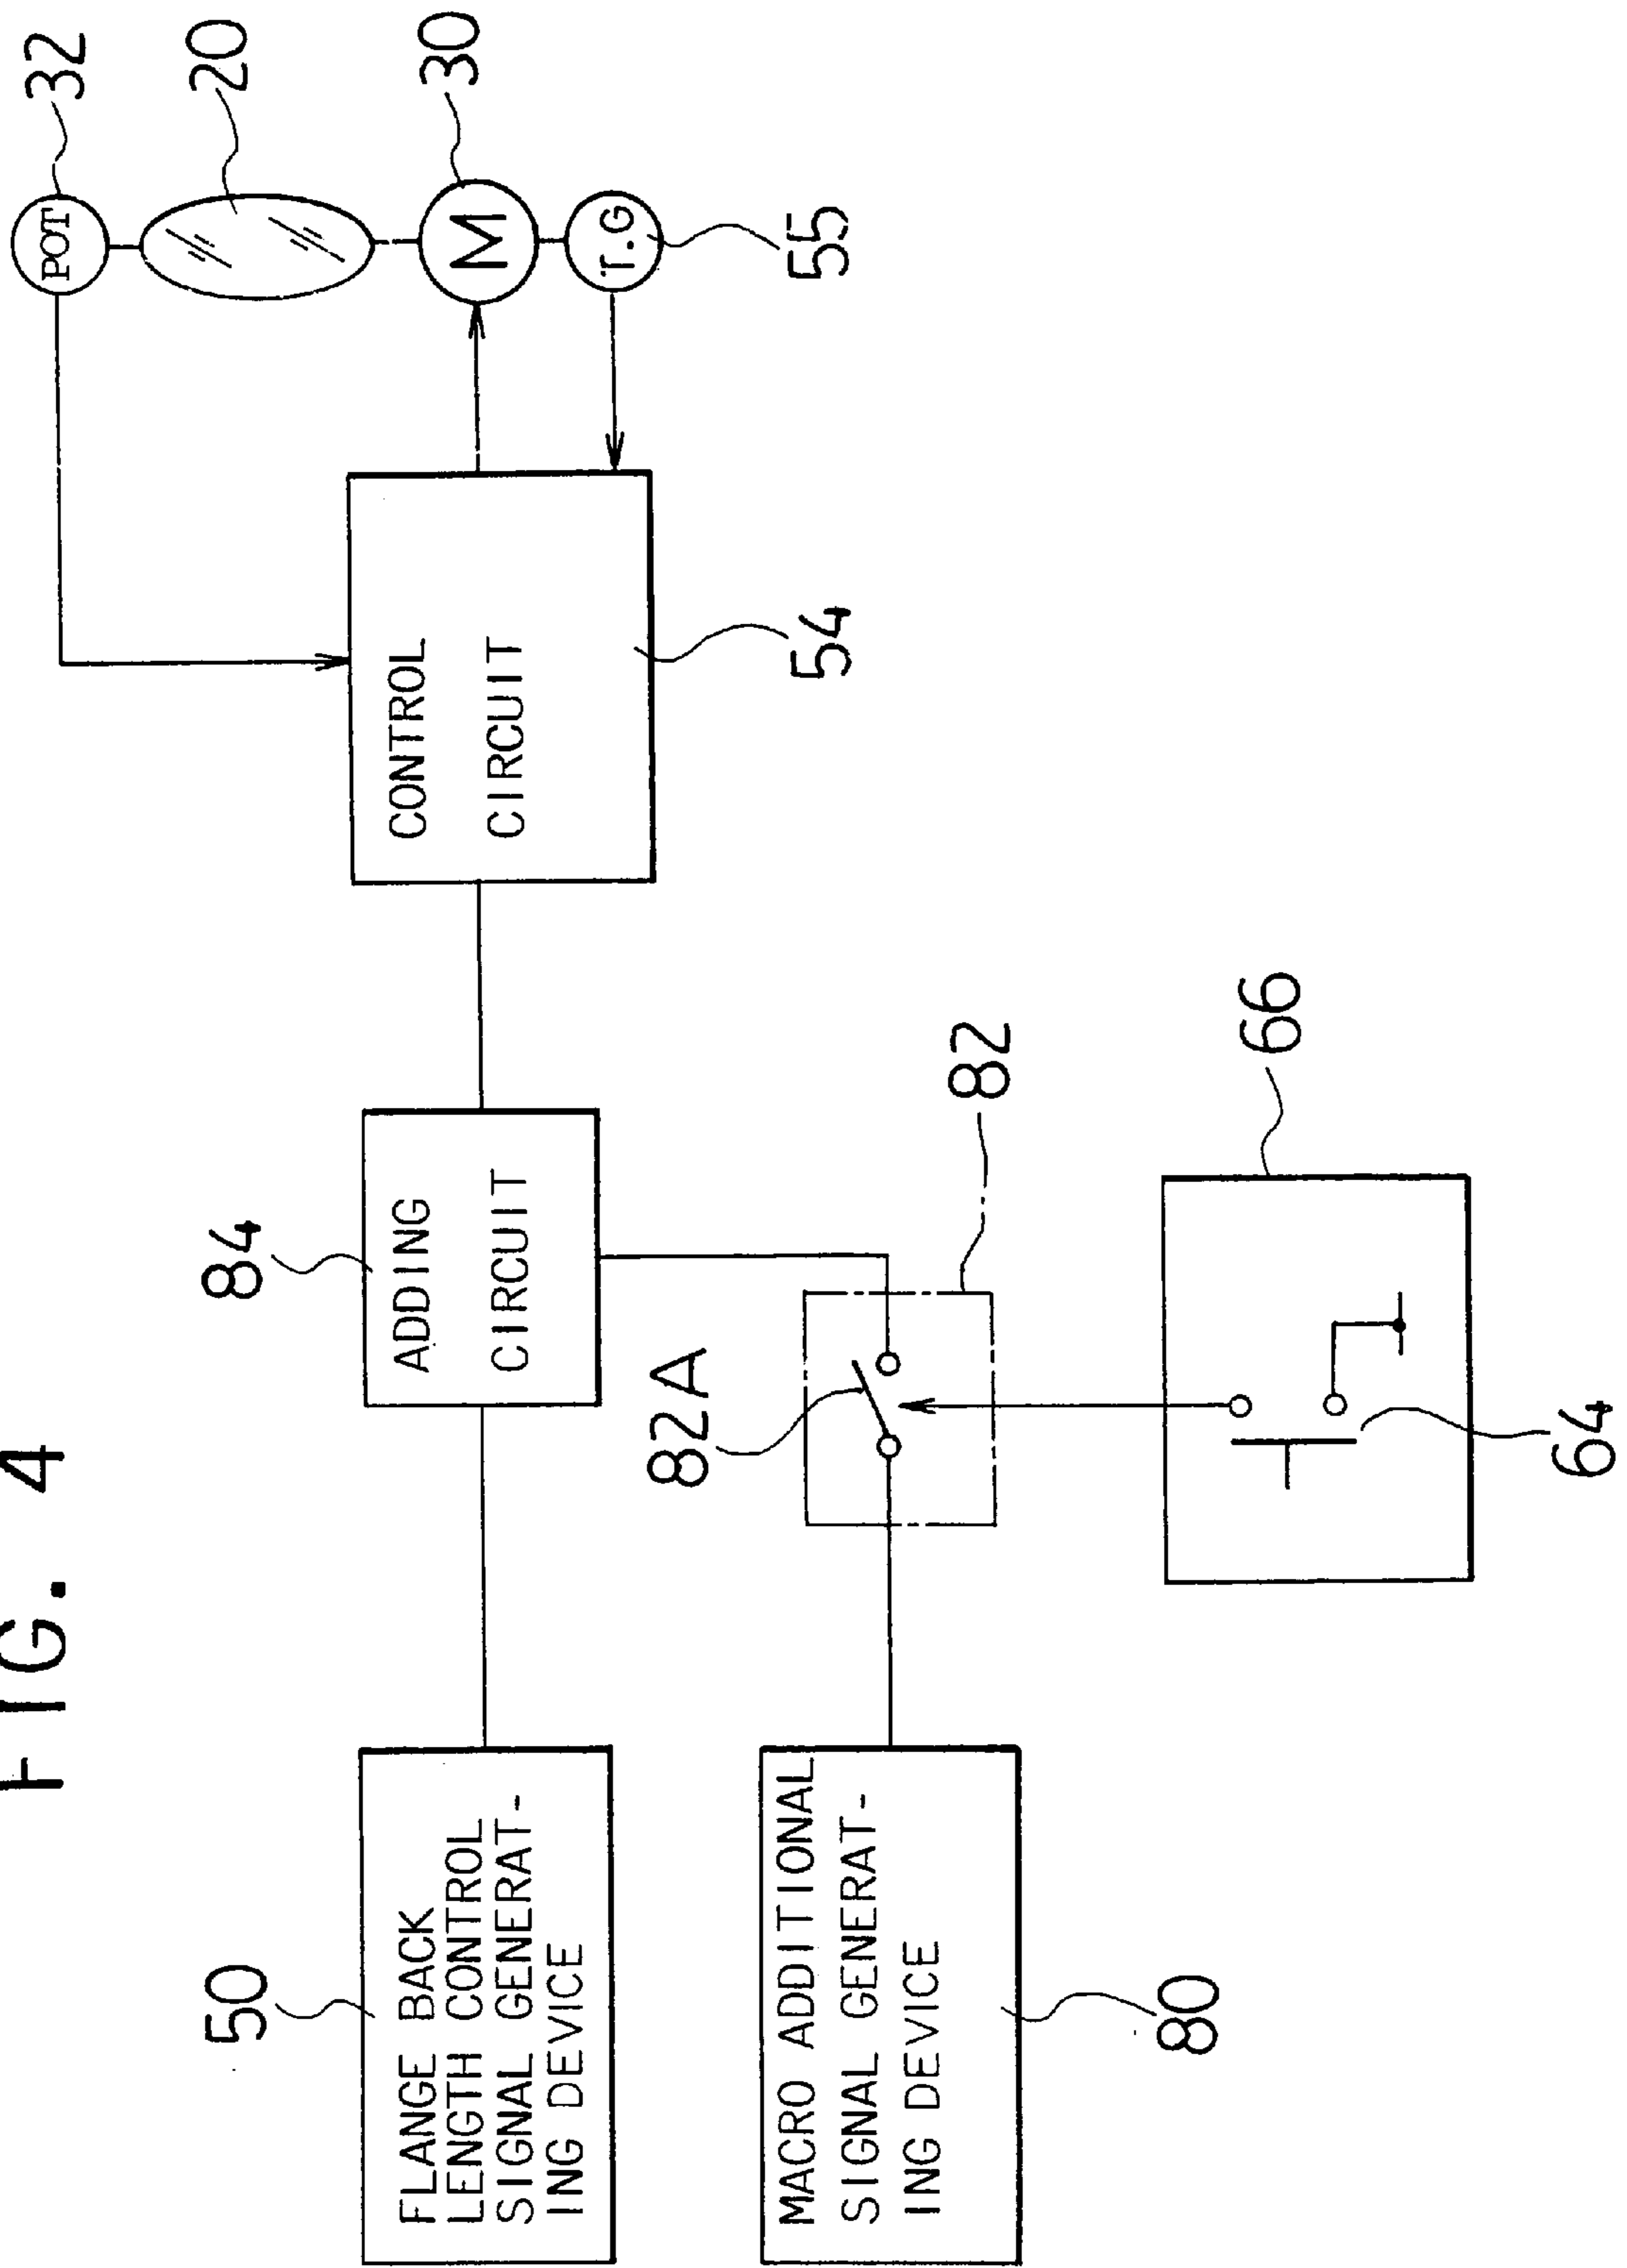 FIG. 4
50
FLANGE BACK
LENGTH CONTROL
SIGNAL GENERAT-
ING DEVICE
84
ADDING
CIRCUIT
CONTROL
CIRCUIT
54
POT
32
20
M
30
T.G
55
MACRO ADDITIONAL
SIGNAL GENERAT-
ING DEVICE
80
82A
82
66
64